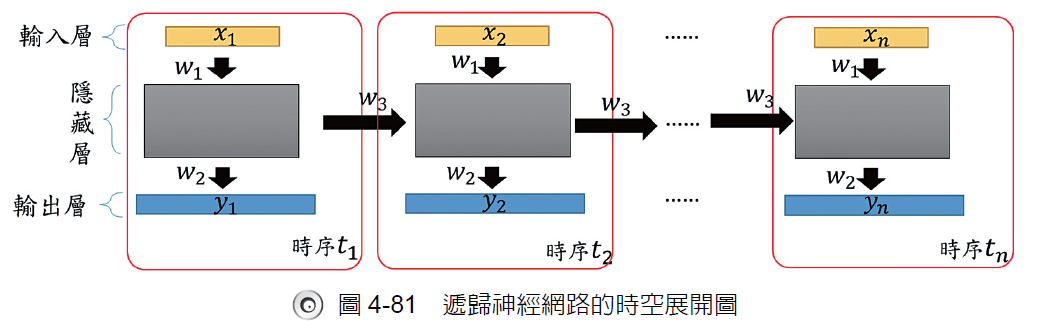 輸入層 x₁ x₂ …… xₙ
w₁ w₁ w₁
隱藏層 w₃ w₃ …… w₃
w₂ w₂ w₂
輸出層 y₁ y₂ …… yₙ
時序t₁ 時序t₂ 時序tₙ
圖 4-81 遞歸神經網路的時空展開圖